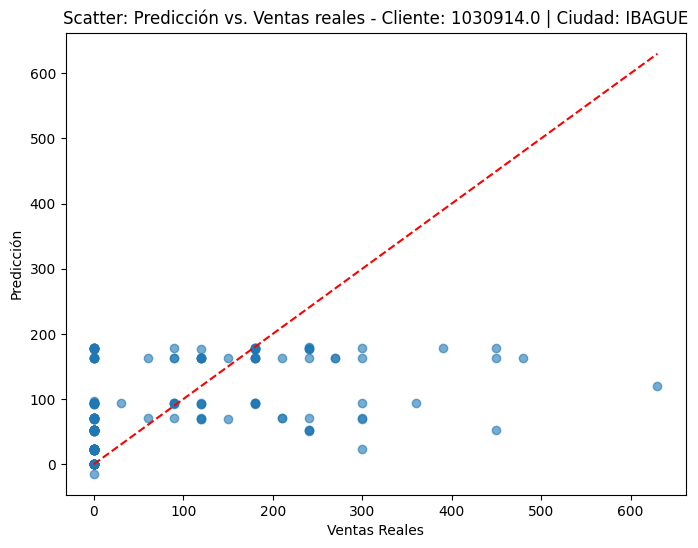 Scatter: Predicción vs. Ventas reales - Cliente: 1030914.0 | Ciudad: IBAGUE
600
500
400
300
200
100
0
Predicción
0 100 200 300 400 500 600
Ventas Reales